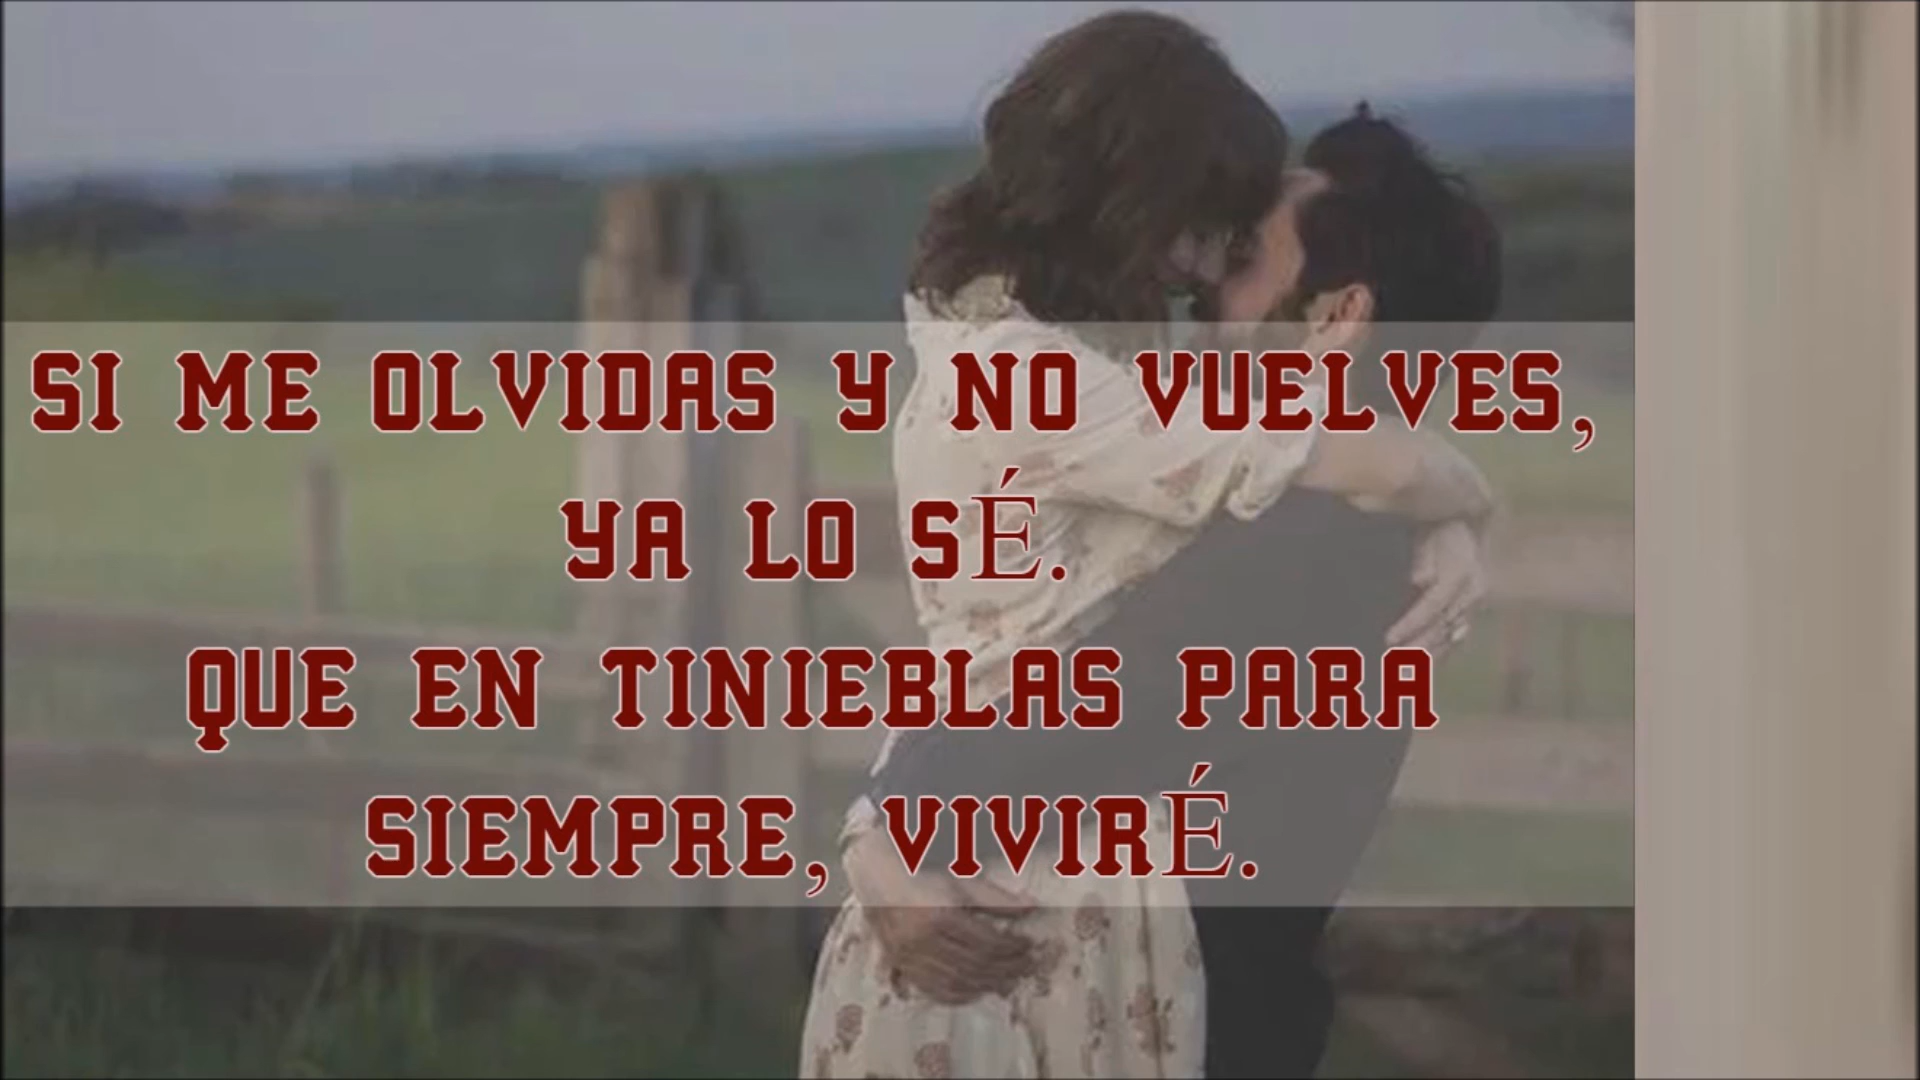 SI ME OLVIDAS Y NO VUELVES,
YA LO SÉ.
QUE EN TINIEBLAS PARA
SIEMPRE, VIVIRÉ.